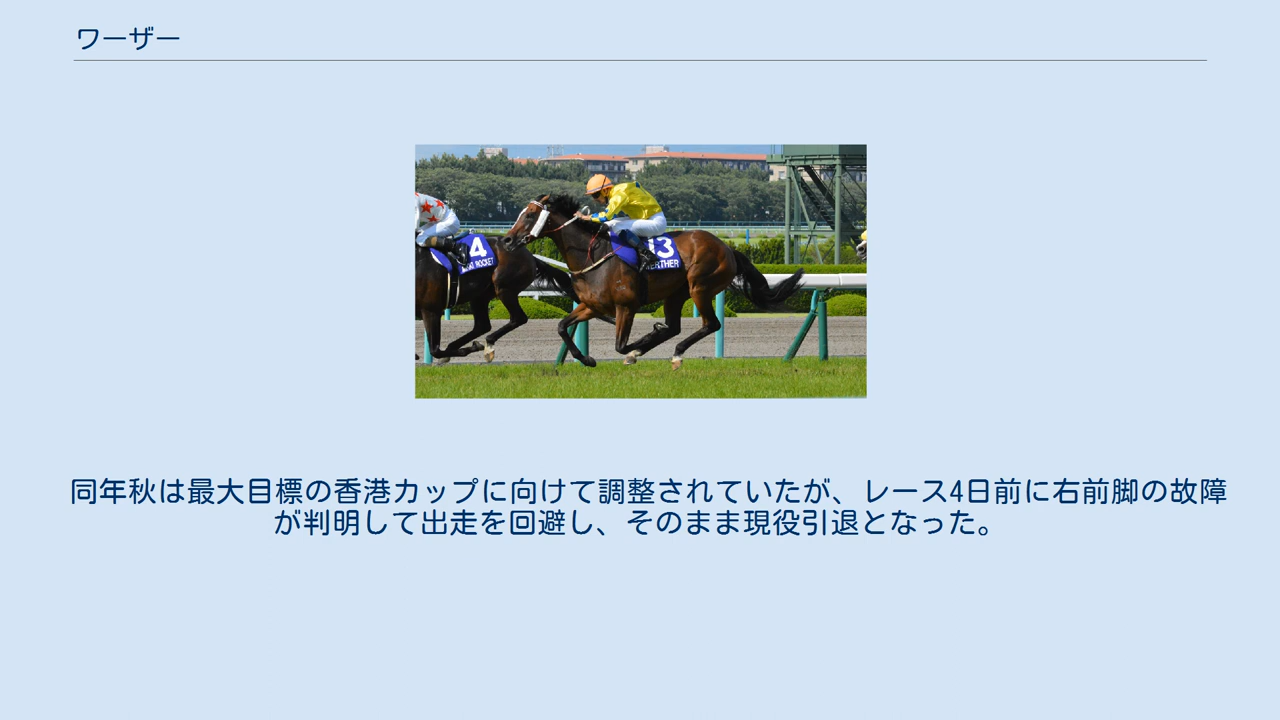 ワーザー
4
13
同年秋は最大目標の香港カップに向けて調整されていたが、レース4日前に右前脚の故障
が判明して出走を回避し、そのまま現役引退となった。